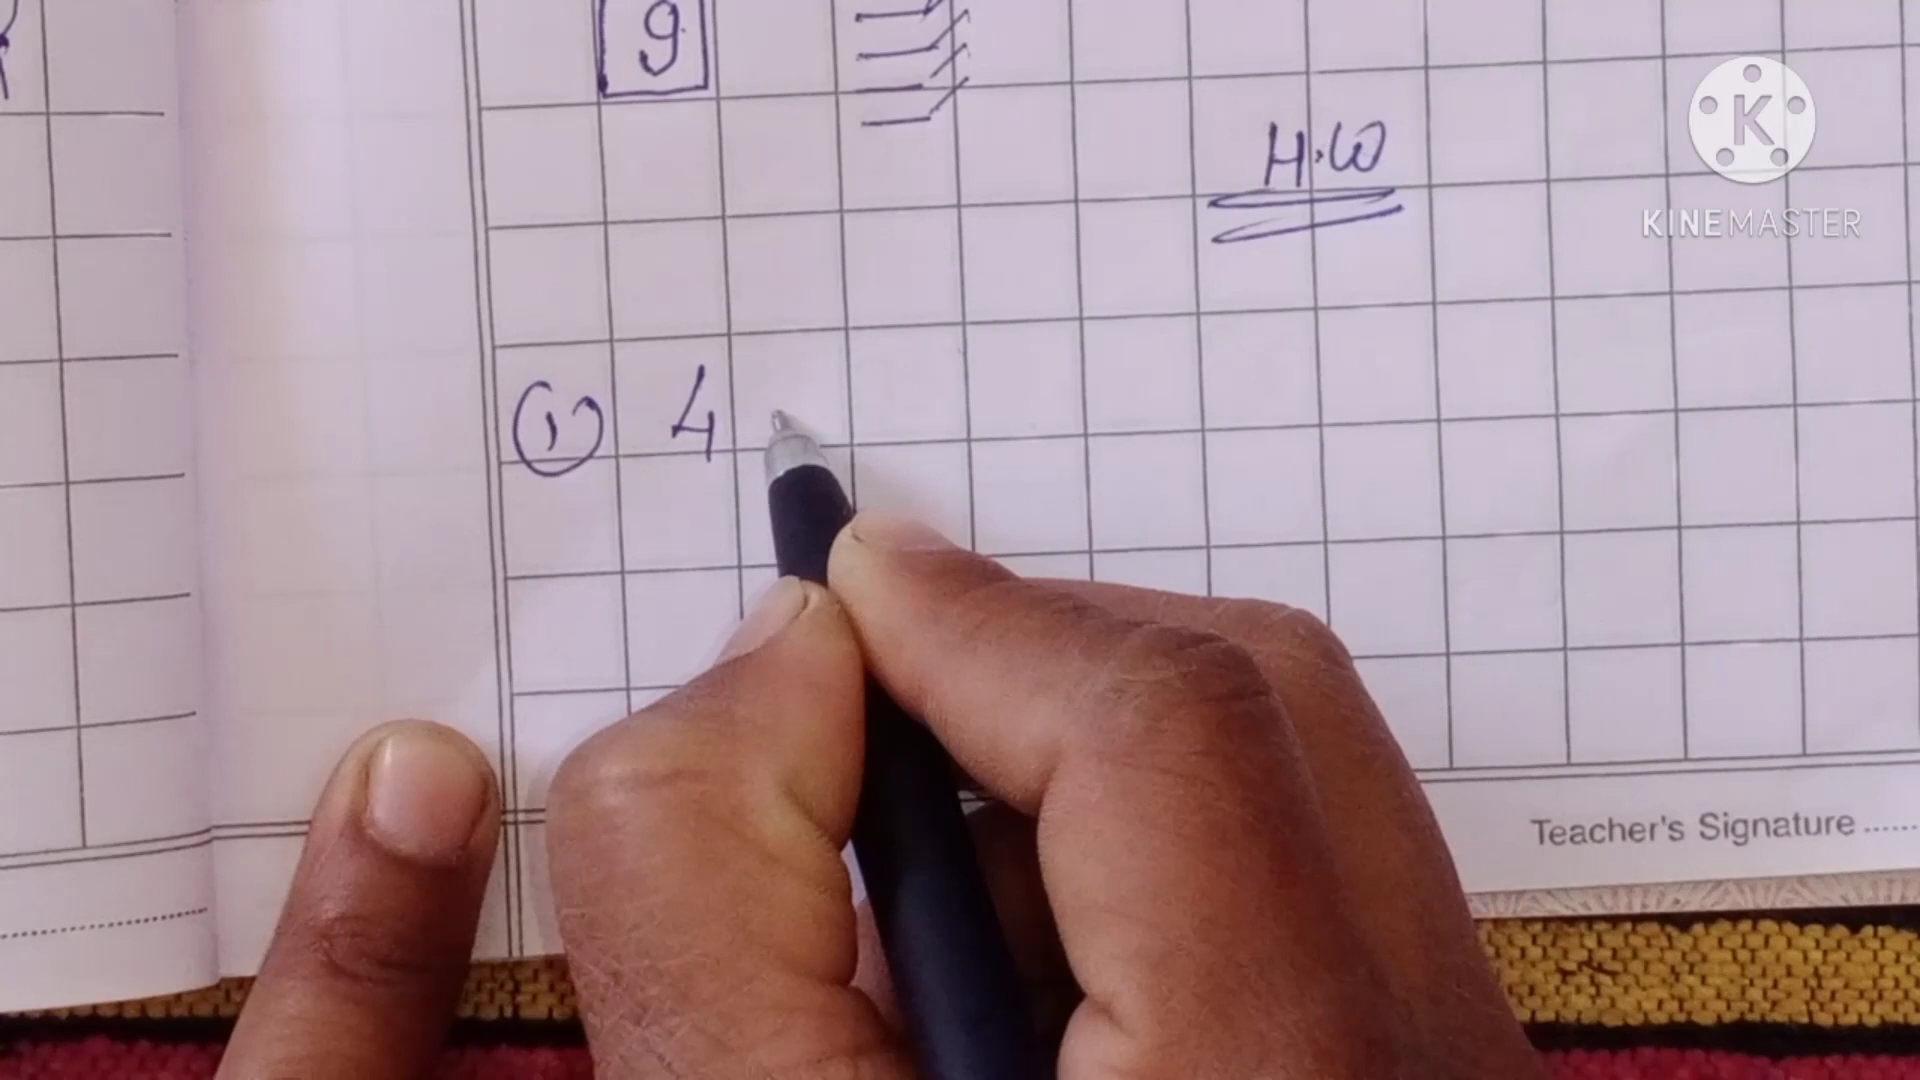 9
H.W
K
KINEMASTER
① 4
Teacher's Signature ......